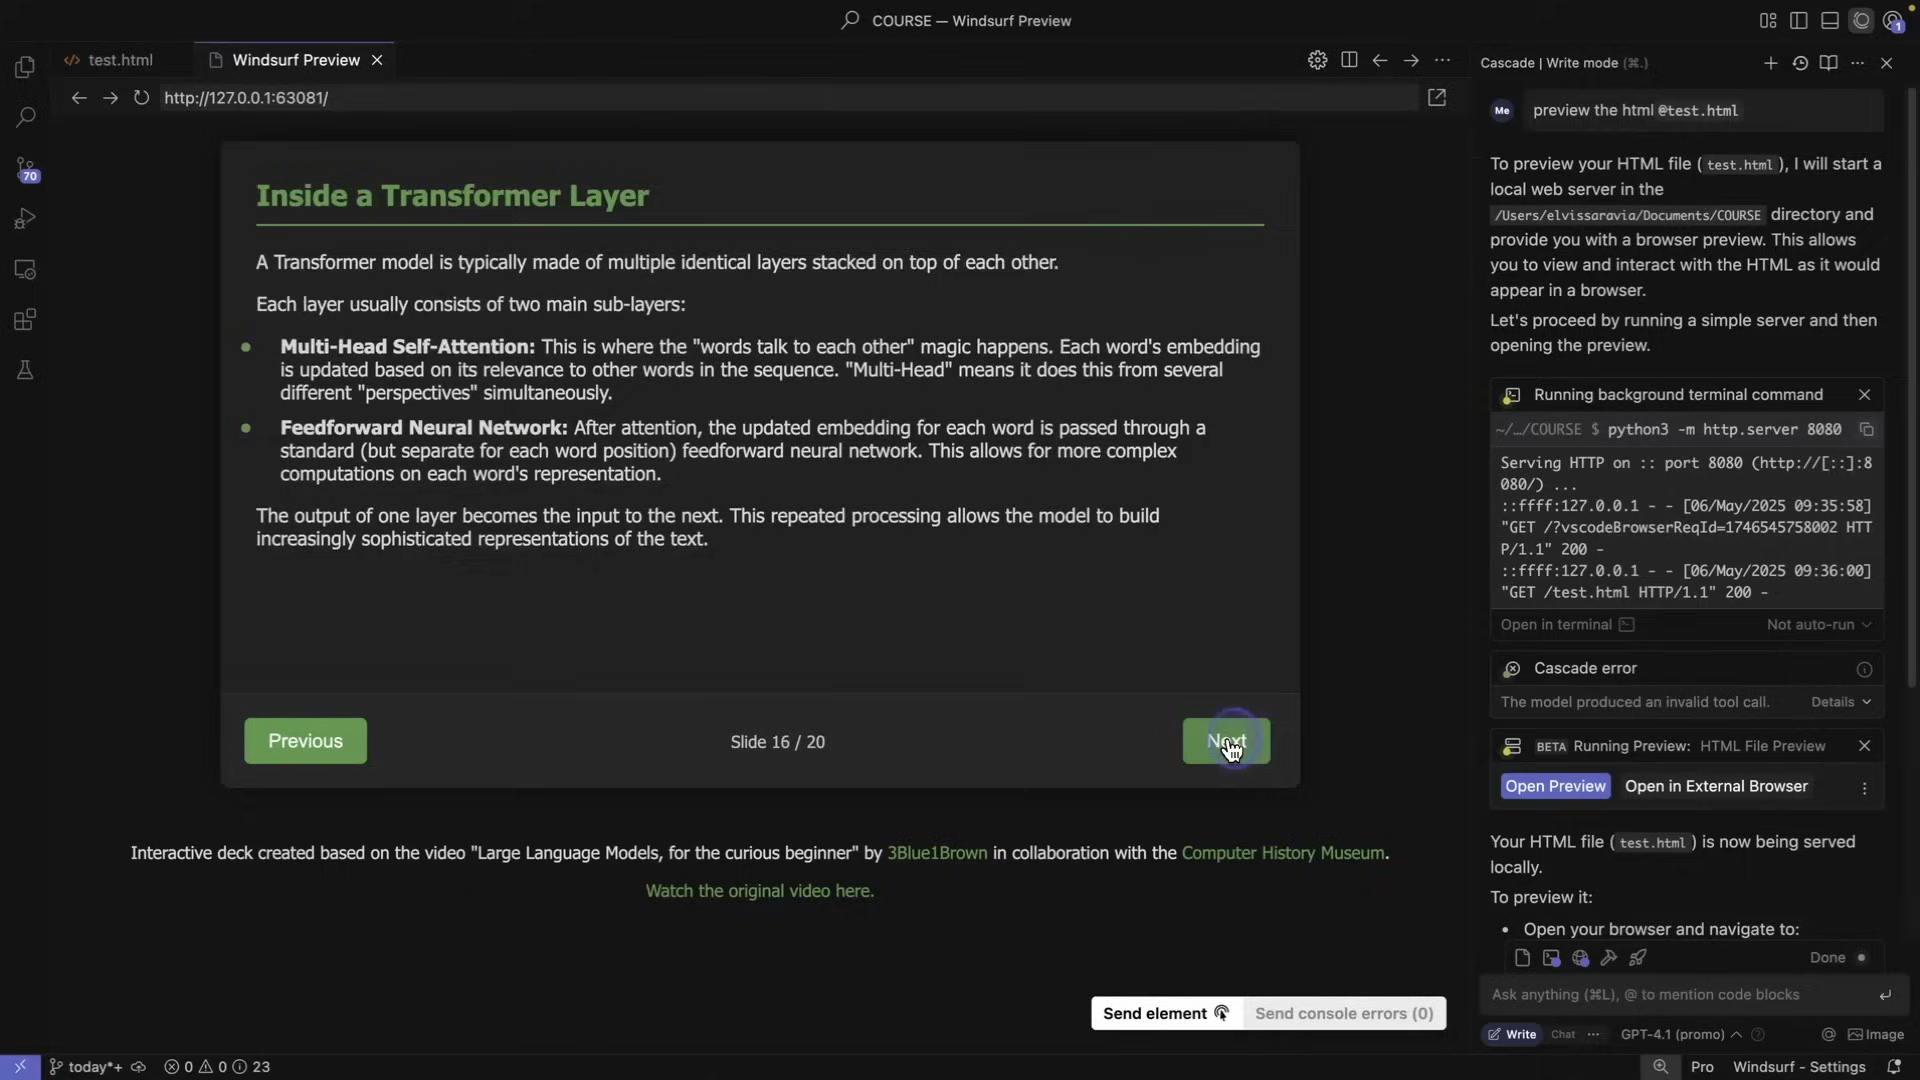 COURSE — Windsurf Preview
1
test.html
Windsurf Preview
http://127.0.0.1:63081/
70
Inside a Transformer Layer
A Transformer model is typically made of multiple identical layers stacked on top of each other.
Each layer usually consists of two main sub-layers:
Multi-Head Self-Attention: This is where the "words talk to each other" magic happens. Each word's embedding
is updated based on its relevance to other words in the sequence. "Multi-Head" means it does this from several
different "perspectives" simultaneously.
Feedforward Neural Network: After attention, the updated embedding for each word is passed through a
standard (but separate for each word position) feedforward neural network. This allows for more complex
computations on each word's representation.
The output of one layer becomes the input to the next. This repeated processing allows the model to build
increasingly sophisticated representations of the text.
Previous
Slide 16 / 20
Next
Interactive deck created based on the video "Large Language Models, for the curious beginner" by 3Blue1Brown in collaboration with the Computer History Museum.
Watch the original video here.
Send element
Send console errors (0)
Cascade | Write mode (⌘.)
Me
preview the html @test.html
To preview your HTML file (test.html), I will start a
local web server in the
/Users/elvissaravia/Documents/COURSE directory and
provide you with a browser preview. This allows
you to view and interact with the HTML as it would
appear in a browser.
Let's proceed by running a simple server and then
opening the preview.
Running background terminal command
~/…/COURSE $ python3 -m http.server 8080
Serving HTTP on :: port 8080 (http://[::]:8
080/) ...
::ffff:127.0.0.1 - - [06/May/2025 09:35:58]
"GET /?vscodeBrowserReqId=1746545758002 HTT
P/1.1" 200 -
::ffff:127.0.0.1 - - [06/May/2025 09:36:00]
"GET /test.html HTTP/1.1" 200 -
Open in terminal
Not auto-run
Cascade error
The model produced an invalid tool call.
Details
BETA Running Preview: HTML File Preview
Open Preview
Open in External Browser
Your HTML file (test.html) is now being served
locally.
To preview it:
• Open your browser and navigate to:
Done
Ask anything (⌘L), @ to mention code blocks
Write
Chat
GPT-4.1 (promo)
Image
today*+
0
0
23
Pro
Windsurf - Settings